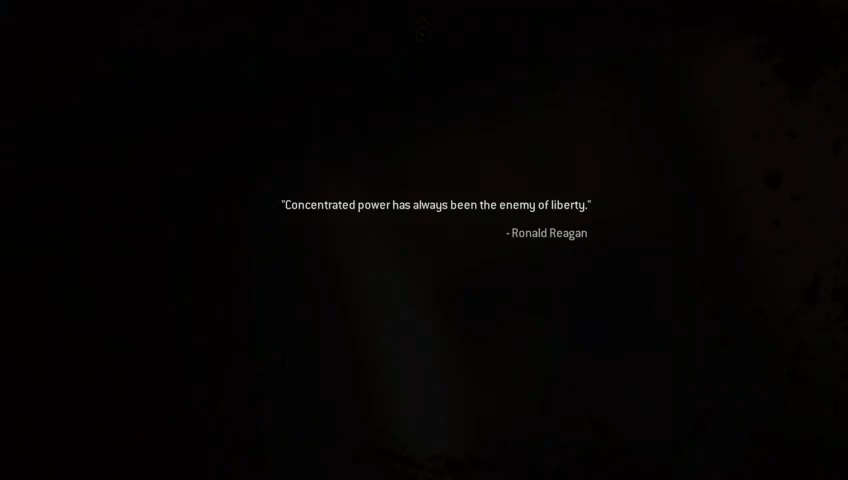 "Concentrated power has always been the enemy of liberty."
- Ronald Reagan